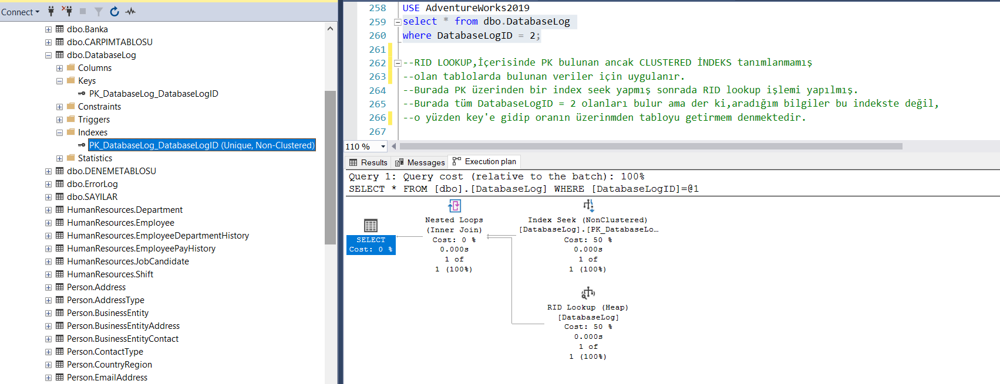 Connect
dbo.Banka
dbo.CARPIMTABLOSU
dbo.DatabaseLog
Columns
Keys
PK_DatabaseLog_DatabaseLogID
Constraints
Triggers
Indexes
PK_DatabaseLog_DatabaseLogID (Unique, Non-Clustered)
Statistics
dbo.DENEMETABLOSU
dbo.ErrorLog
dbo.SAYILAR
HumanResources.Department
HumanResources.Employee
HumanResources.EmployeeDepartmentHistory
HumanResources.EmployeePayHistory
HumanResources.JobCandidate
HumanResources.Shift
Person.Address
Person.AddressType
Person.BusinessEntity
Person.BusinessEntityAddress
Person.BusinessEntityContact
Person.ContactType
Person.CountryRegion
Person.EmailAddress
258 USE AdventureWorks2019
259 select * from dbo.DatabaseLog
260 where DatabaseLogID = 2;
261
262 --RID LOOKUP,İçerisinde PK bulunan ancak CLUSTERED İNDEKS tanımlanmamış
263 --olan tablolarda bulunan veriler için uygulanır.
264 --Burada PK üzerinden bir index seek yapmış sonrada RID lookup işlemi yapılmış.
265 --Burada tüm DatabaseLogID = 2 olanları bulur ama der ki,aradığım bilgiler bu indekste değil,
266 --o yüzden key'e gidip oranın üzerinmden tabloyu getirmem denmektedir.
267
110 %
Results Messages Execution plan
Query 1: Query cost (relative to the batch): 100%
SELECT * FROM [dbo].[DatabaseLog] WHERE [DatabaseLogID]=@1
SELECT
Cost: 0 %
Nested Loops
(Inner Join)
Cost: 0 %
0.000s
1 of
1 (100%)
Index Seek (NonClustered)
[DatabaseLog].[PK_DatabaseLo…
Cost: 50 %
0.000s
1 of
1 (100%)
RID Lookup (Heap)
[DatabaseLog]
Cost: 50 %
0.000s
1 of
1 (100%)